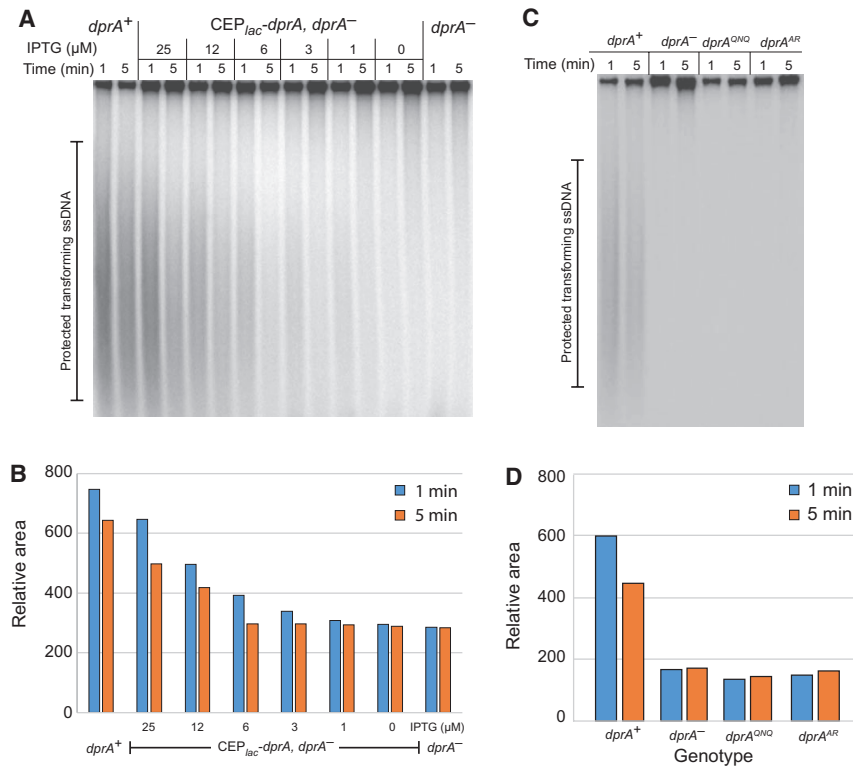 A
dprA+ CEPlac-dprA, dprA– dprA–
IPTG (µM) 25 12 6 3 1 0
Time (min) 1 5 1 5 1 5 1 5 1 5 1 5 1 5 1 5
Protected transforming ssDNA
C
dprA+ dprA– dprAQNQ dprAAR
Time (min) 1 5 1 5 1 5 1 5
Protected transforming ssDNA
B
800
600
400
200
0
Relative area
1 min
5 min
25 12 6 3 1 0 IPTG (µM)
dprA+ CEPlac-dprA, dprA– dprA–
D
800
600
400
200
0
Relative area
1 min
5 min
dprA+ dprA– dprAQNQ dprAAR
Genotype